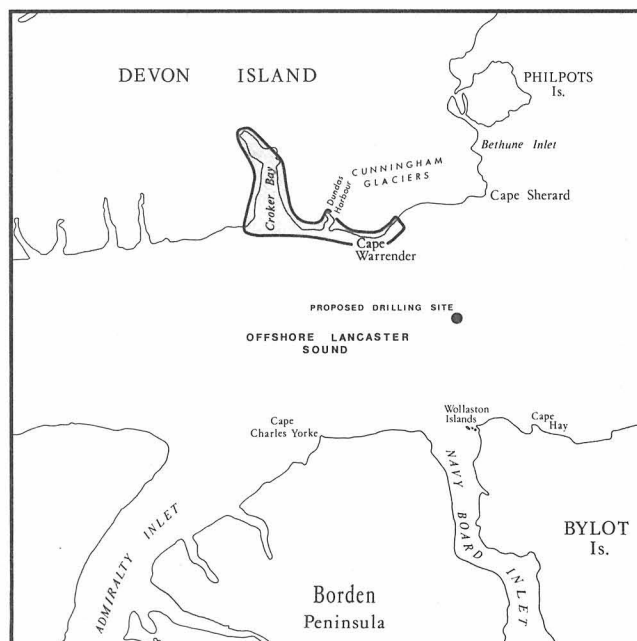 DEVON ISLAND
PHILPOTS
Is.
Bethune Inlet
CUNNINGHAM
GLACIERS
Dundas
Harbour
Croker Bay
Cape Sherard
Cape
Warrender
PROPOSED DRILLING SITE
OFFSHORE LANCASTER
SOUND
Wollaston
Islands
Cape
Hay
Cape
Charles Yorke
NAVY BOARD INLET
ADMIRALTY INLET
BYLOT
Is.
Borden
Peninsula